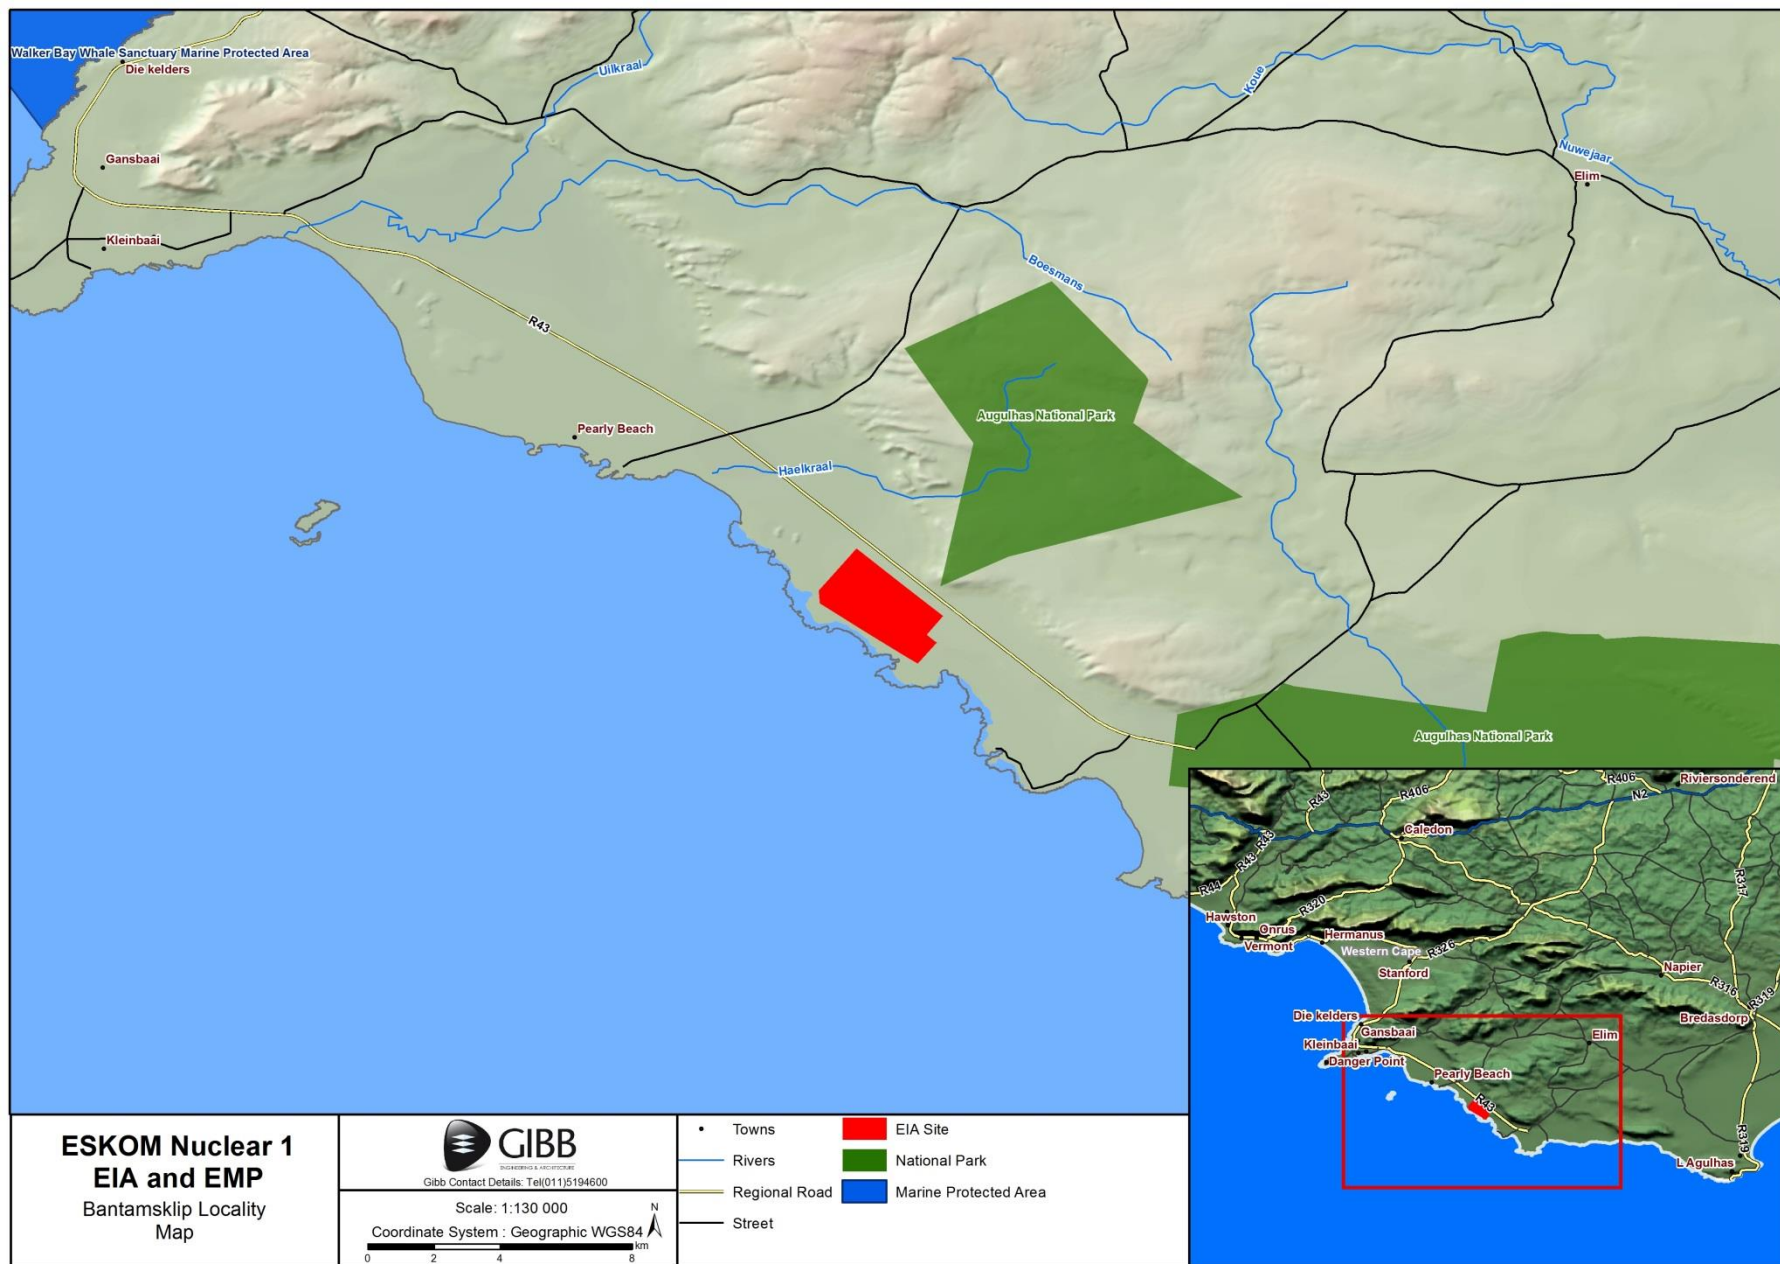 Walker Bay Whale Sanctuary Marine Protected Area
Die kelders
Uilkraal
Koue
Gansbaai
Nuwejaar
Elim
Kleinbaai
Boesmans
R43
Augulhas National Park
Pearly Beach
Haelkraal
Augulhas National Park
R43
R406
R406
N2
Riviersonderend
Caledon
R43
R43
R44
R317
R320
Hawston
Onrus
Vermont
Hermanus
Western Cape
R326
Stanford
Napier
R316
R319
Bredasdorp
Die kelders
Gansbaai
Elim
Kleinbaai
Danger Point
Pearly Beach
R43
R319
L Agulhas
ESKOM Nuclear 1
EIA and EMP
Bantamsklip Locality
Map
GIBB
ENGINEERING & ARCHITECTURE
Gibb Contact Details: Tel(011)5194600
Scale: 1:130 000
N
Coordinate System : Geographic WGS84
km
0 2 4 8
Towns
Rivers
Regional Road
Street
EIA Site
National Park
Marine Protected Area